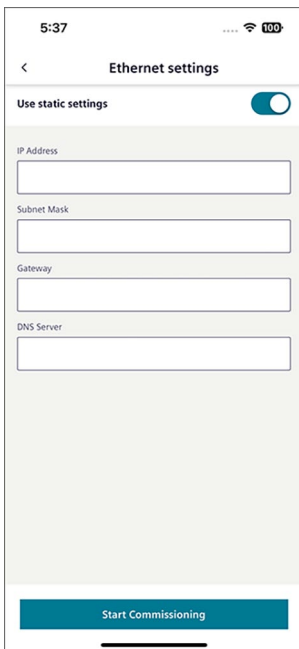 5:37
100
Ethernet settings
Use static settings
IP Address
Subnet Mask
Gateway
DNS Server
Start Commissioning